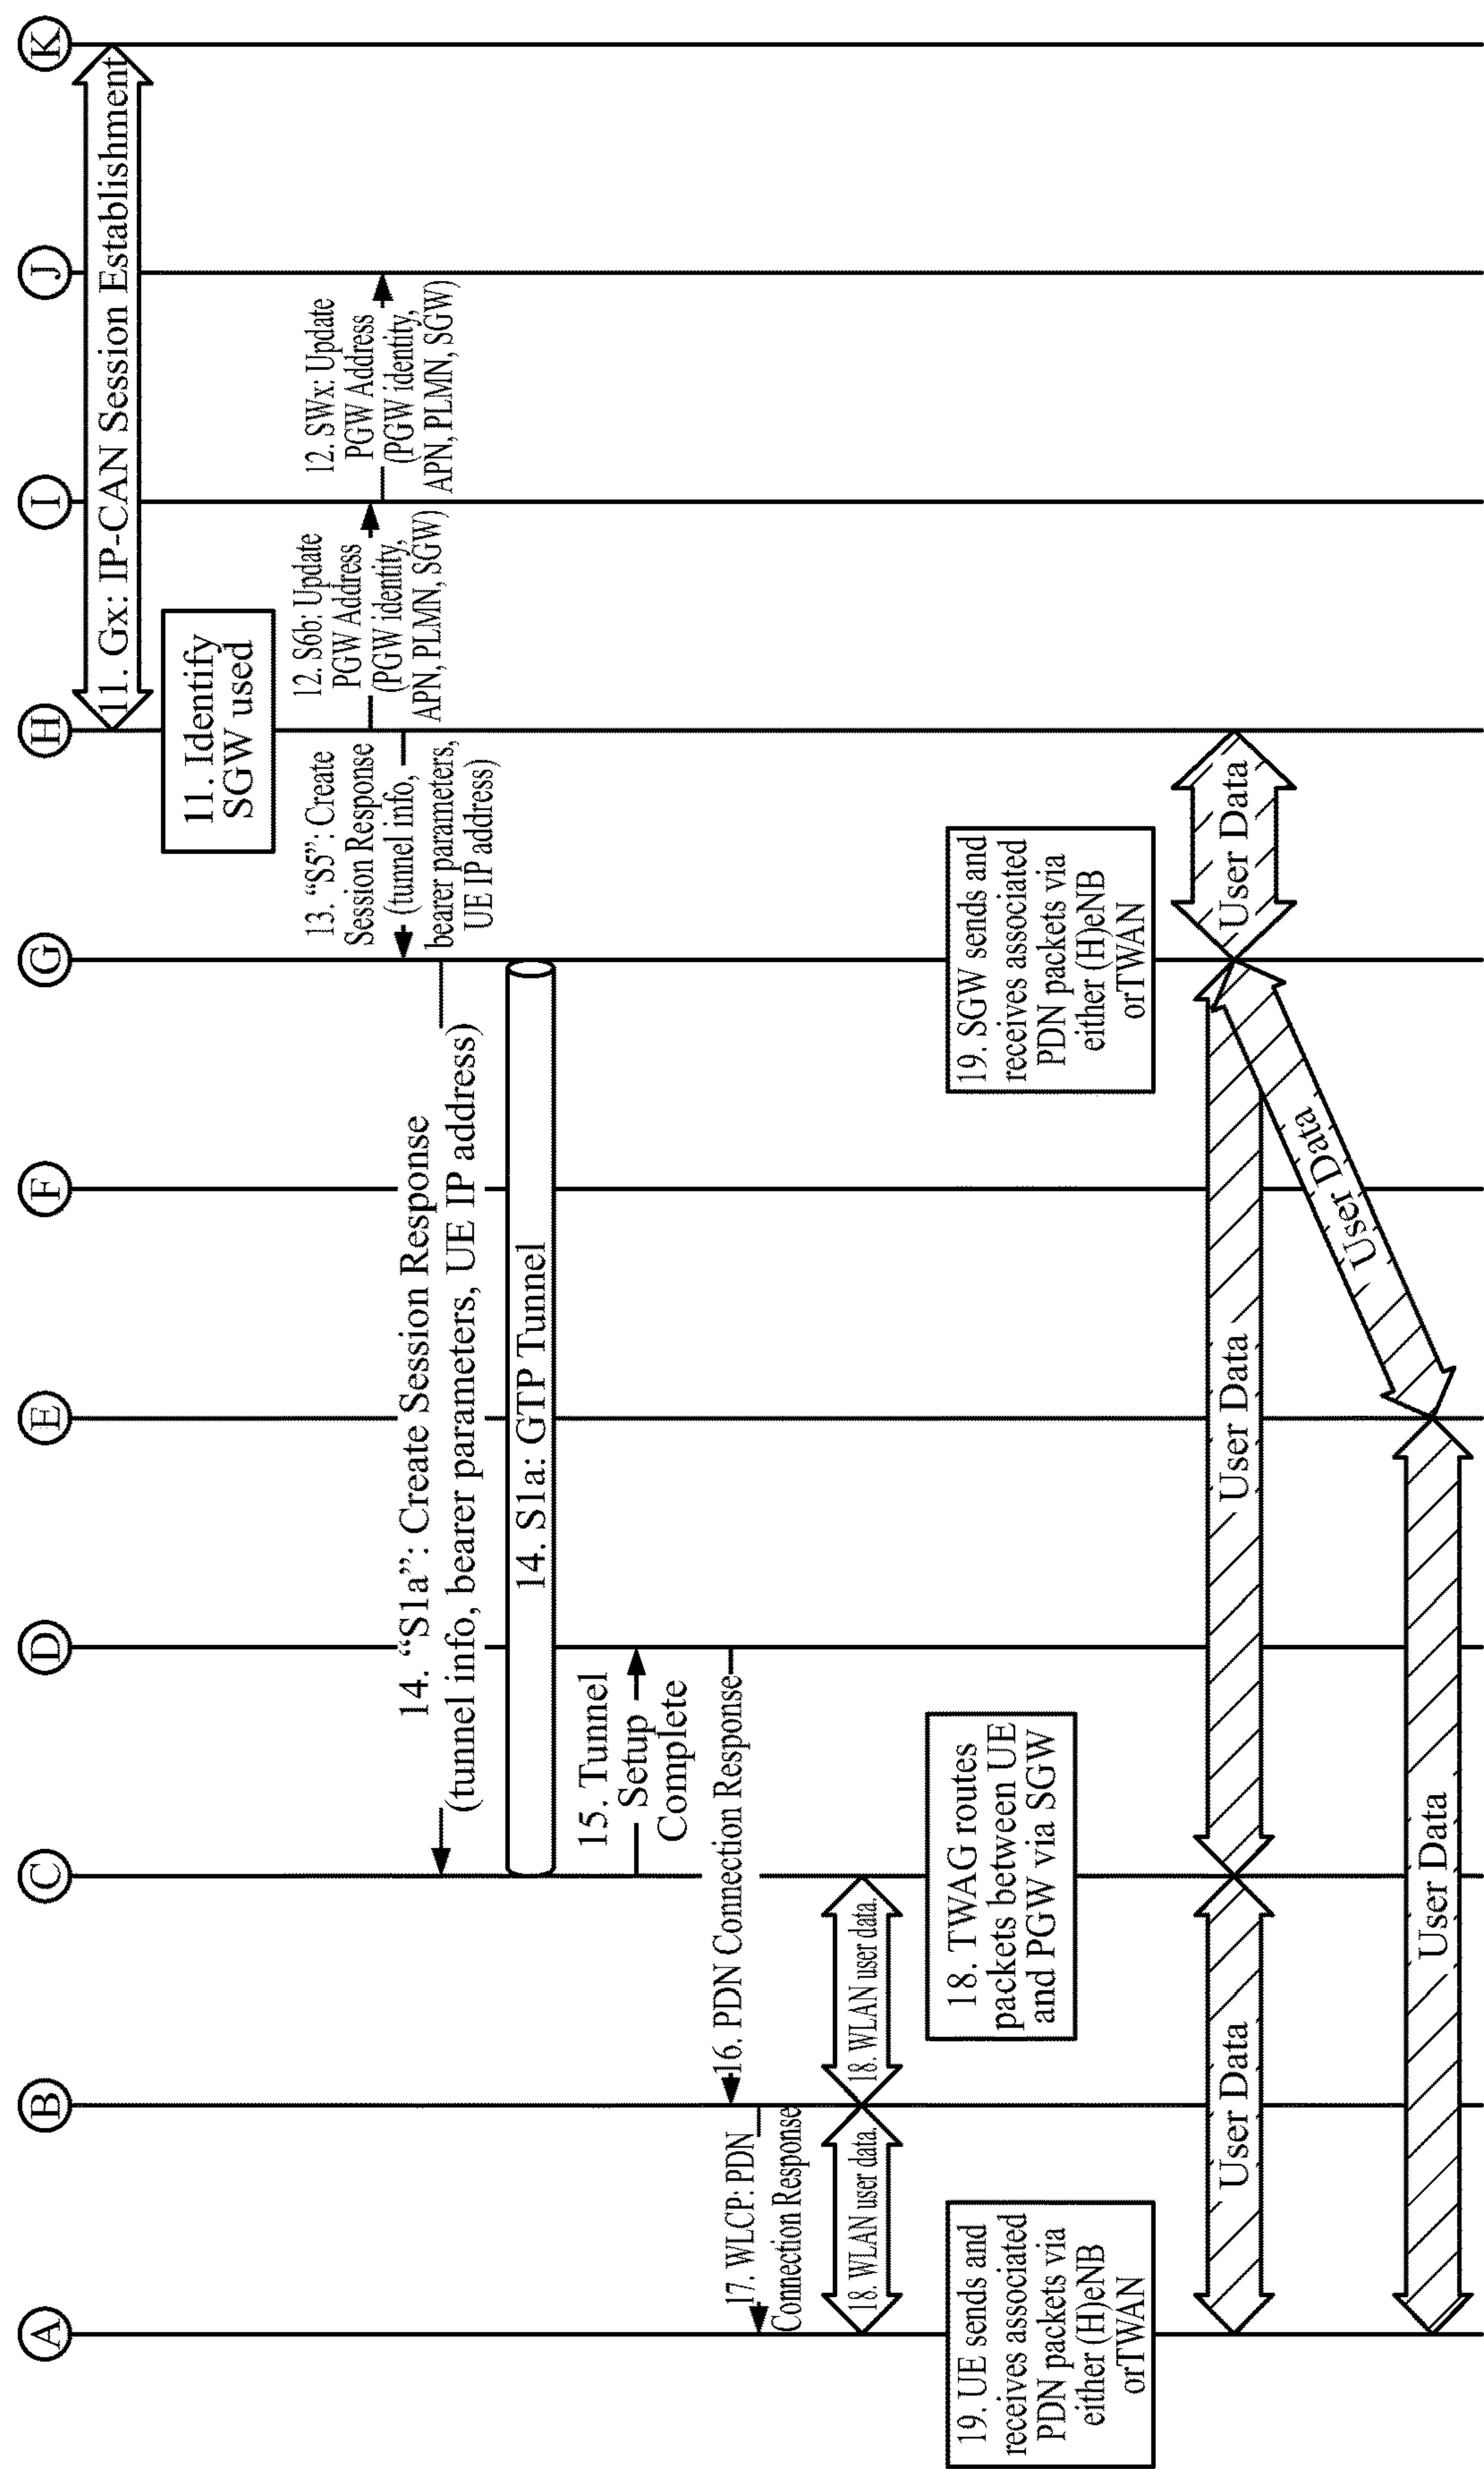 A
B
C
D
E
F
G
H
I
J
K
11. Gx: IP-CAN Session Establishment
11. Identify
SGW used
12. S6b: Update
PGW Address
(PGW identity,
APN, PLMN, SGW)
12. SWx: Update
PGW Address
(PGW identity,
APN, PLMN, SGW)
13. “S5”: Create
Session Response
(tunnel info,
bearer parameters,
UE IP address)
14. “S1a”: Create Session Response
(tunnel info, bearer parameters, UE IP address)
14. S1a: GTP Tunnel
15. Tunnel
Setup
Complete
16. PDN Connection Response
17. WLCP: PDN
Connection Response
18. WLAN user data.
18. WLAN user data.
18. TWAG routes
packets between UE
and PGW via SGW
19. UE sends and
receives associated
PDN packets via
either (H)eNB
orTWAN
19. SGW sends and
receives associated
PDN packets via
either (H)eNB
orTWAN
User Data
User Data
User Data
User Data
User Data